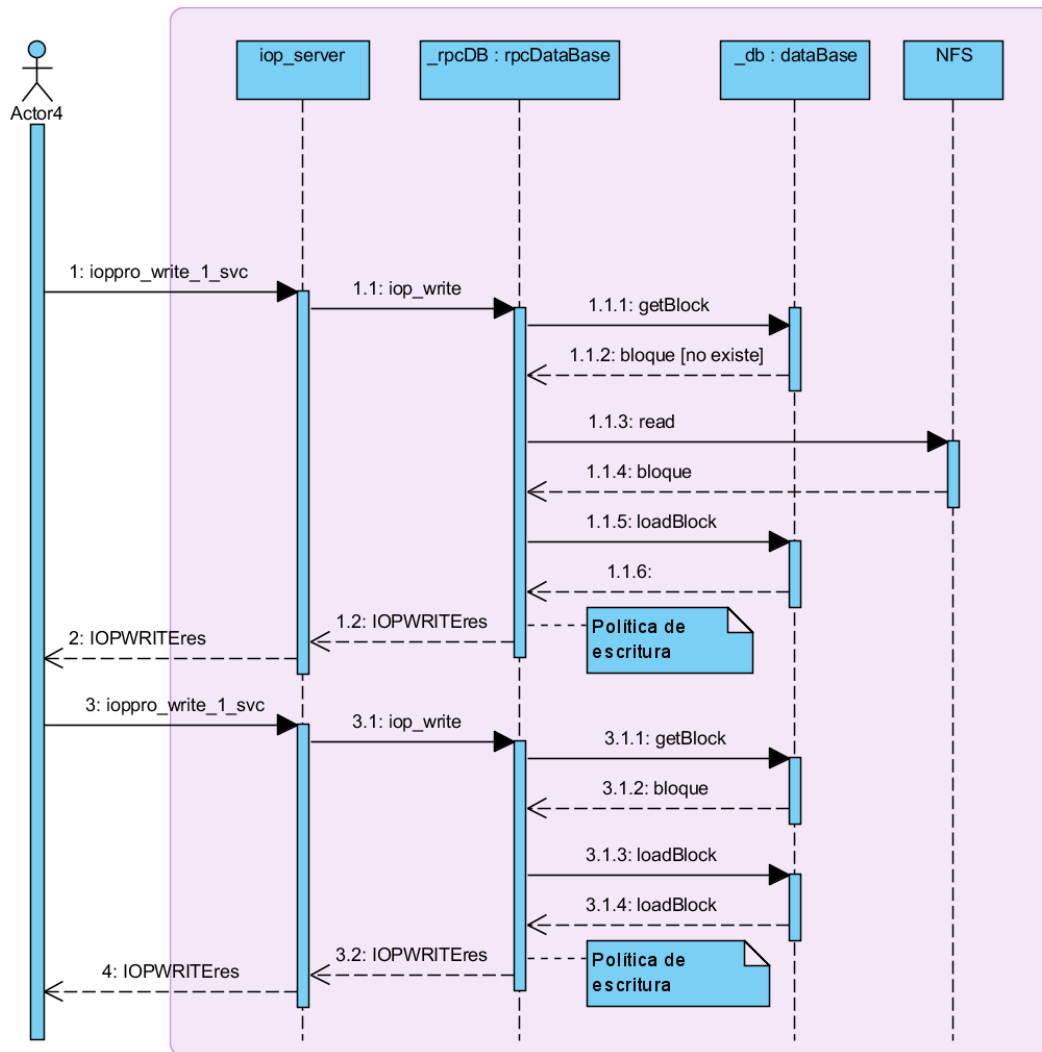 iop_server
_rpcDB : rpcDataBase
_db : dataBase
NFS
Actor4
1: ioppro_write_1_svc
1.1: iop_write
1.1.1: getBlock
1.1.2: bloque [no existe]
1.1.3: read
1.1.4: bloque
1.1.5: loadBlock
1.1.6:
1.2: IOPWRITEres
Política de
escritura
2: IOPWRITEres
3: ioppro_write_1_svc
3.1: iop_write
3.1.1: getBlock
3.1.2: bloque
3.1.3: loadBlock
3.1.4: loadBlock
3.2: IOPWRITEres
Política de
escritura
4: IOPWRITEres